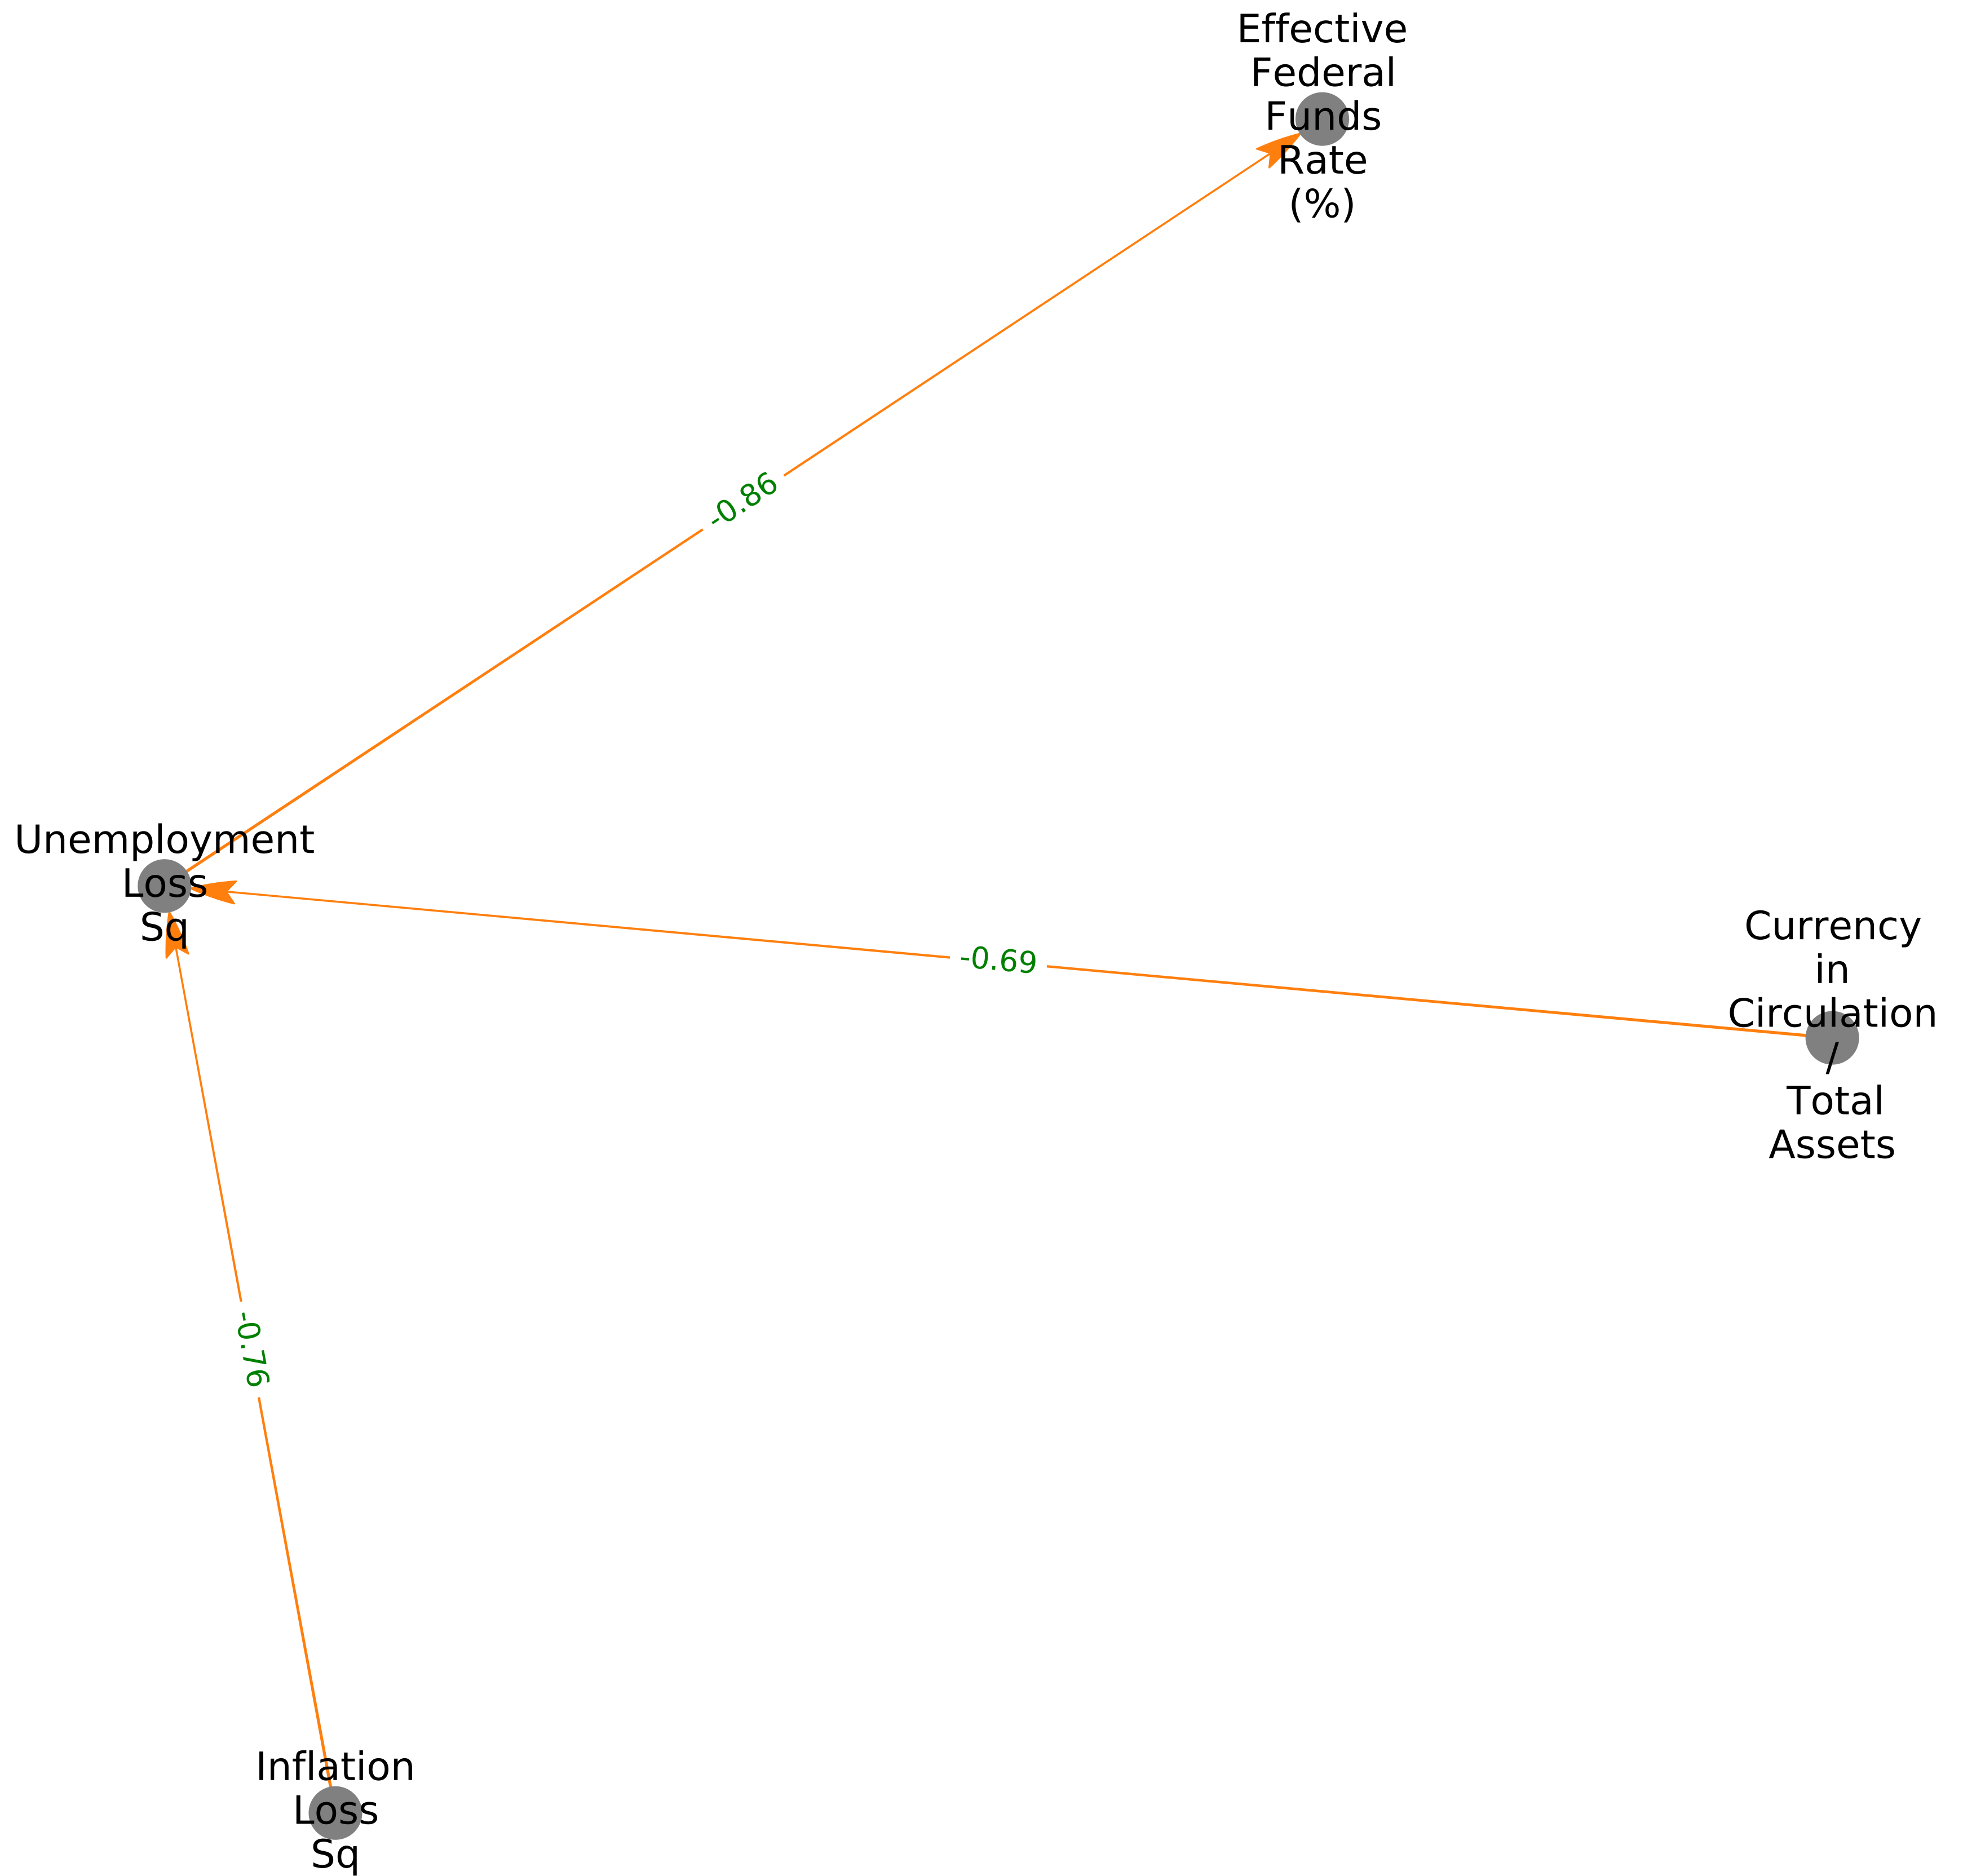 Effective
Federal
Funds
Rate
(%)
-0.86
Unemployment
Loss
Sq
-0.69
Currency
in
Circulation
/
Total
Assets
-0.76
Inflation
Loss
Sq